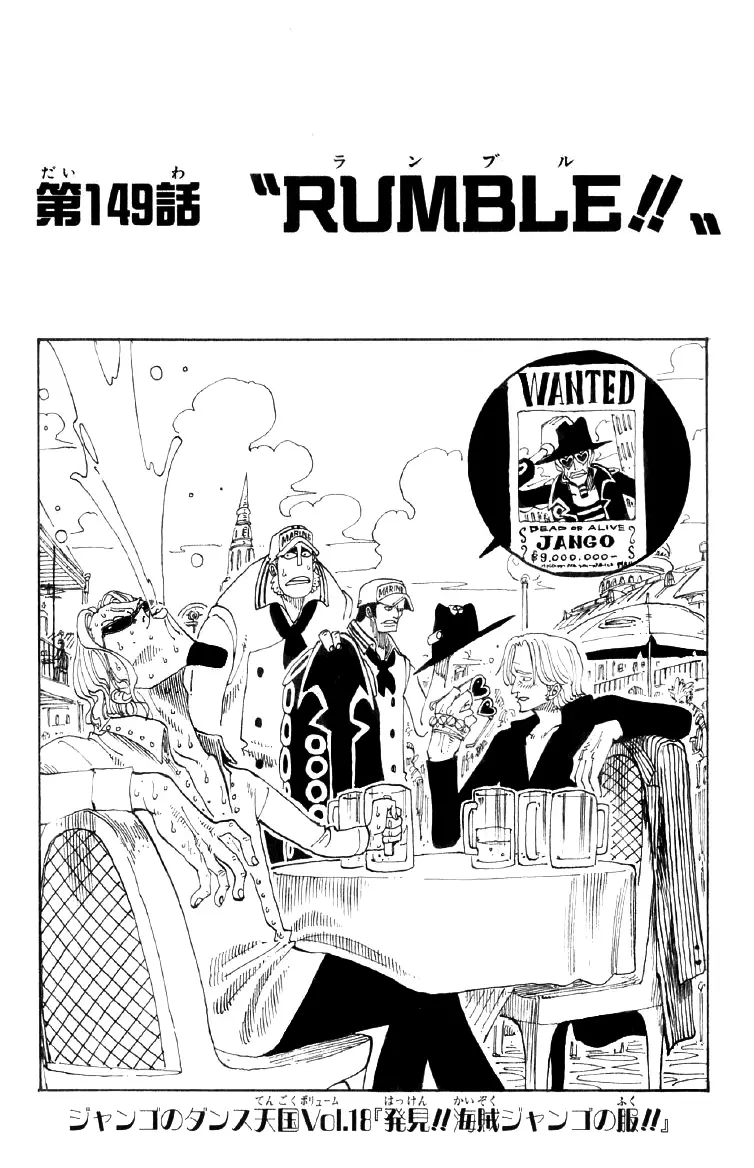 だい わ
ランブル
第149話 〝RUMBLE!!〟
WANTED
DEAD OR ALIVE
JANGO
฿9,000,000-
MARINE
MARINE
てんごくボリューム はっけん かいぞく ふく
ジャンゴのダンス天国Vol.18『発見!!海賊ジャンゴの服!!』